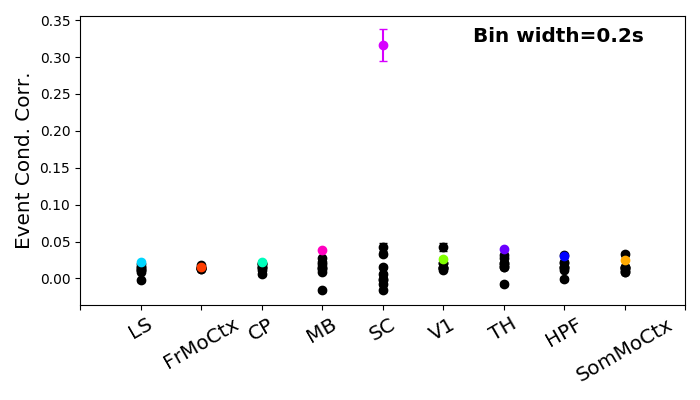 Bin width=0.2s
Event Cond. Corr.
0.35
0.30
0.25
0.20
0.15
0.10
0.05
0.00
LS
FrMoCtx
CP
MB
SC
V1
TH
HPF
SomMoCtx